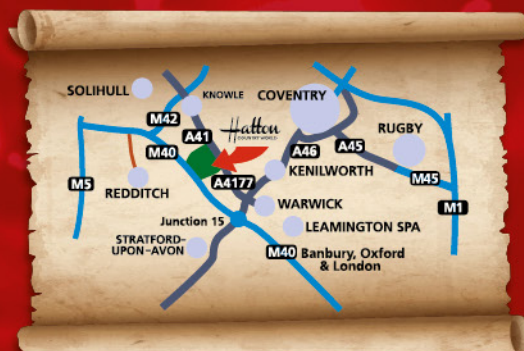 SOLIHULL
KNOWLE
COVENTRY
M42
A41
Hatton
COUNTRY WORLD
RUGBY
M40
A46
A45
M5
REDDITCH
A4177
KENILWORTH
M45
M1
WARWICK
Junction 15
LEAMINGTON SPA
STRATFORD-
UPON-AVON
M40 Banbury, Oxford
& London